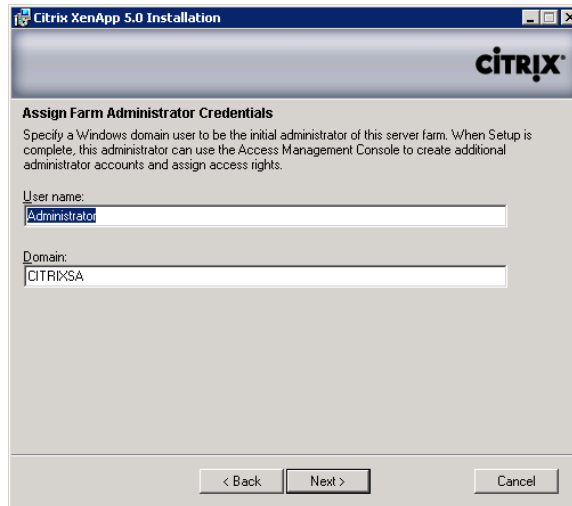 Citrix XenApp 5.0 Installation
CİTRIX
Assign Farm Administrator Credentials
Specify a Windows domain user to be the initial administrator of this server farm. When Setup is
complete, this administrator can use the Access Management Console to create additional
administrator accounts and assign access rights.
User name:
Administrator
Domain:
CITRIXSA
< Back Next > Cancel